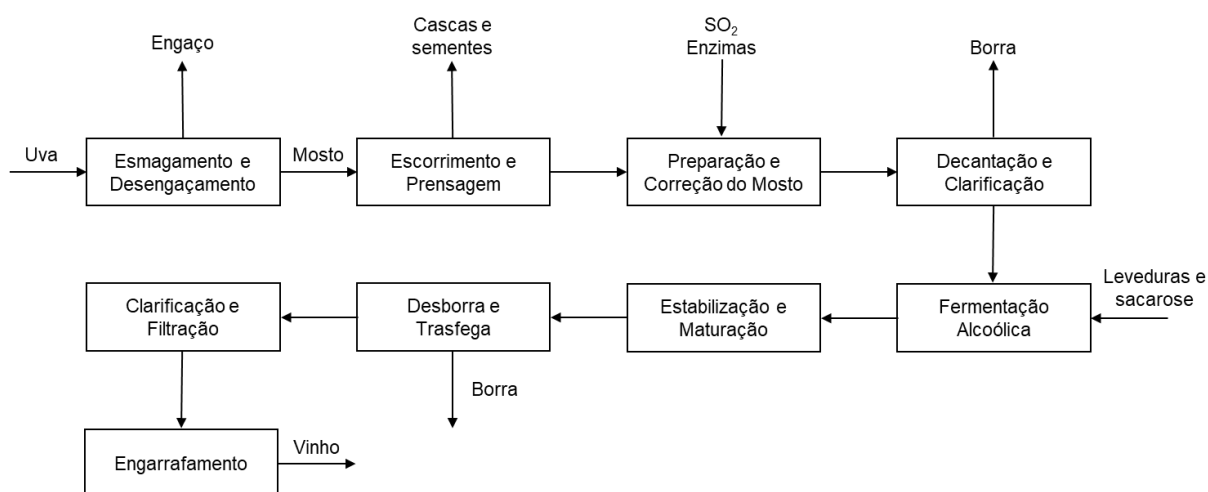 Engaço
Cascas e
sementes
SO₂
Enzimas
Borra
Uva
Esmagamento e
Desengaçamento
Mosto
Escorrimento e
Prensagem
Preparação e
Correção do Mosto
Decantação e
Clarificação
Leveduras e
sacarose
Fermentação
Alcoólica
Estabilização e
Maturação
Desborra e
Trasfega
Clarificação e
Filtração
Borra
Engarrafamento
Vinho